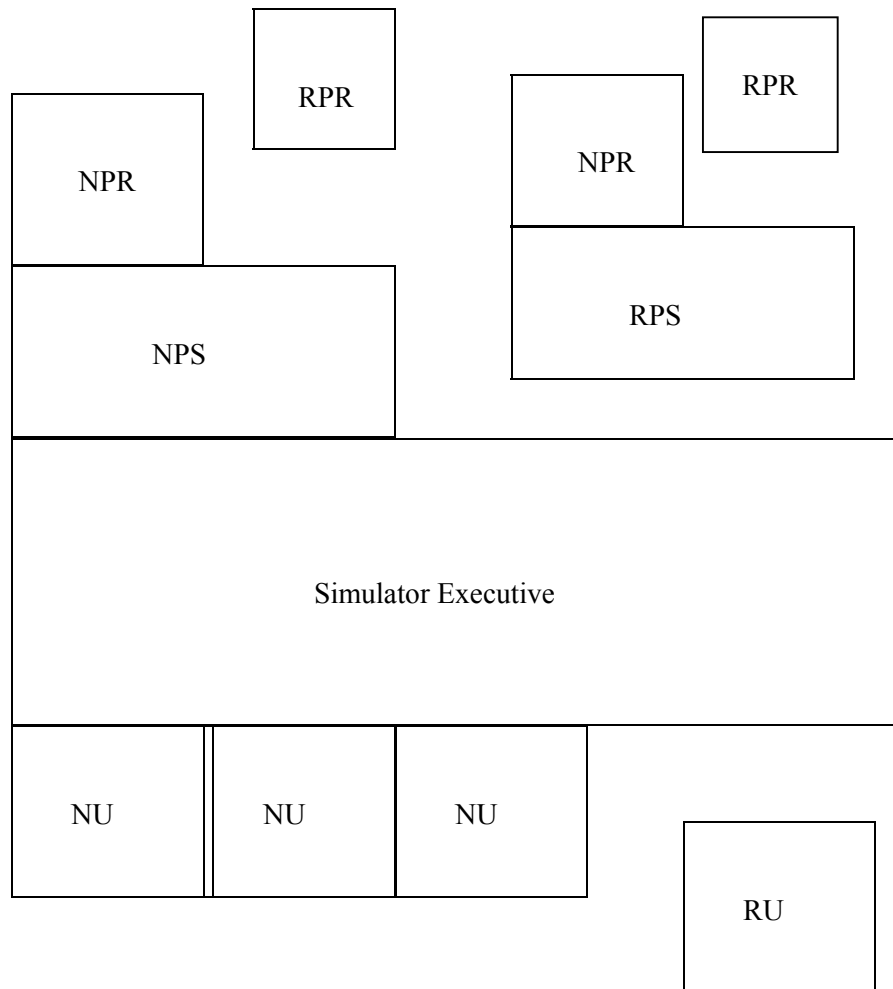 RPR
RPR
NPR
NPR
RPS
NPS
Simulator Executive
NU
NU
NU
RU